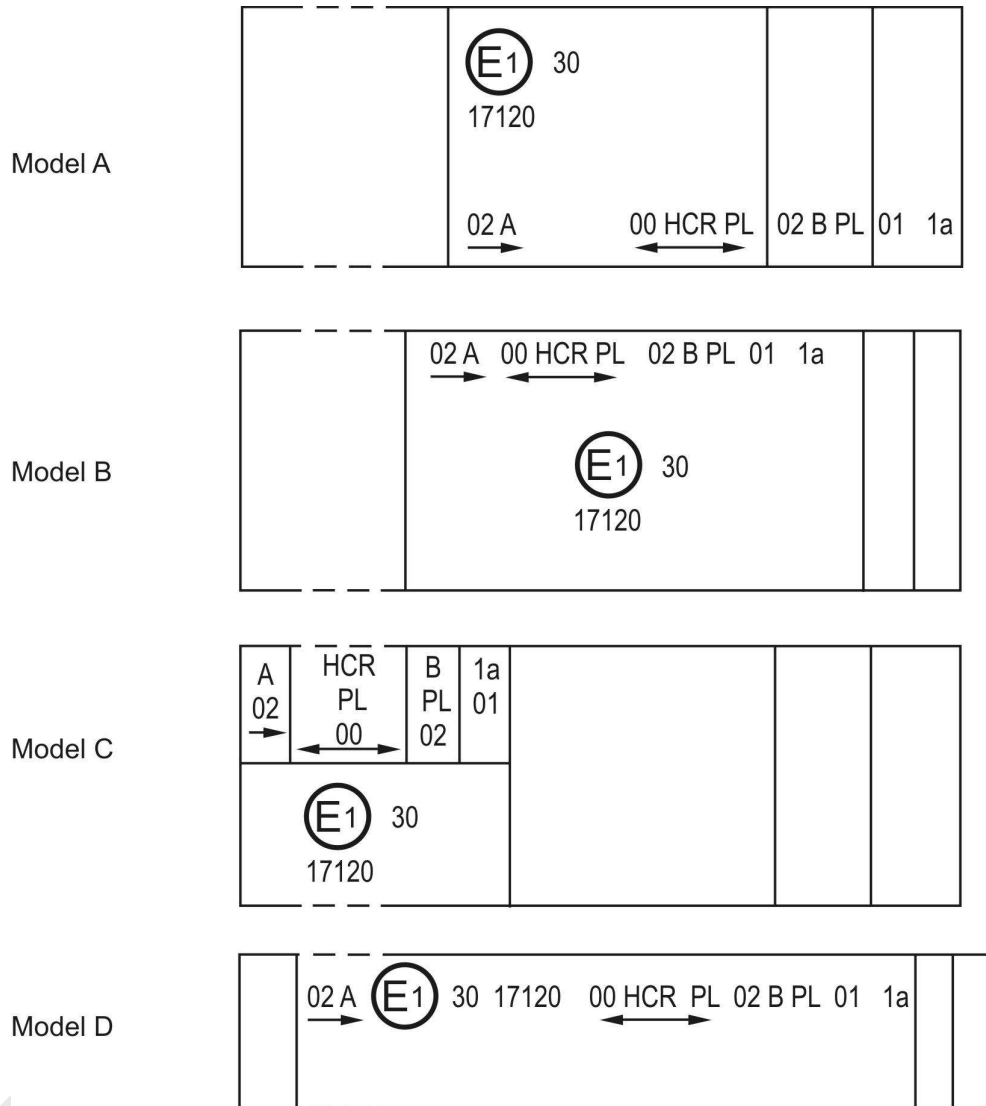 Model A
E1 30
17120
02 A 00 HCR PL 02 B PL 01 1a
Model B
02 A 00 HCR PL 02 B PL 01 1a
E1 30
17120
Model C
A HCR B 1a
02 PL PL 01
00 02
E1 30
17120
Model D
02 A E1 30 17120 00 HCR PL 02 B PL 01 1a